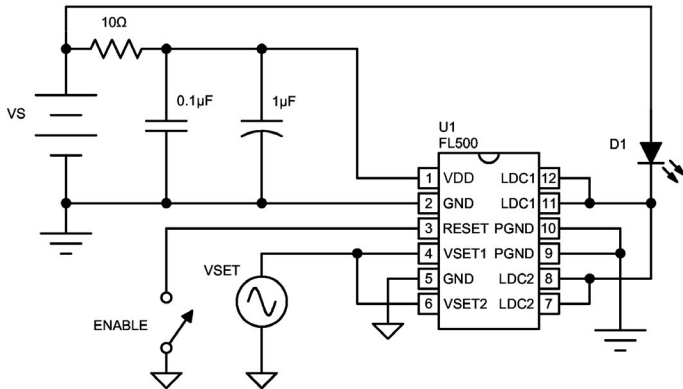 10Ω
VS
0.1µF
1µF
U1
FL500
D1
1 VDD LDC1 12
2 GND LDC1 11
3 RESET PGND 10
4 VSET1 PGND 9
5 GND LDC2 8
6 VSET2 LDC2 7
VSET
ENABLE